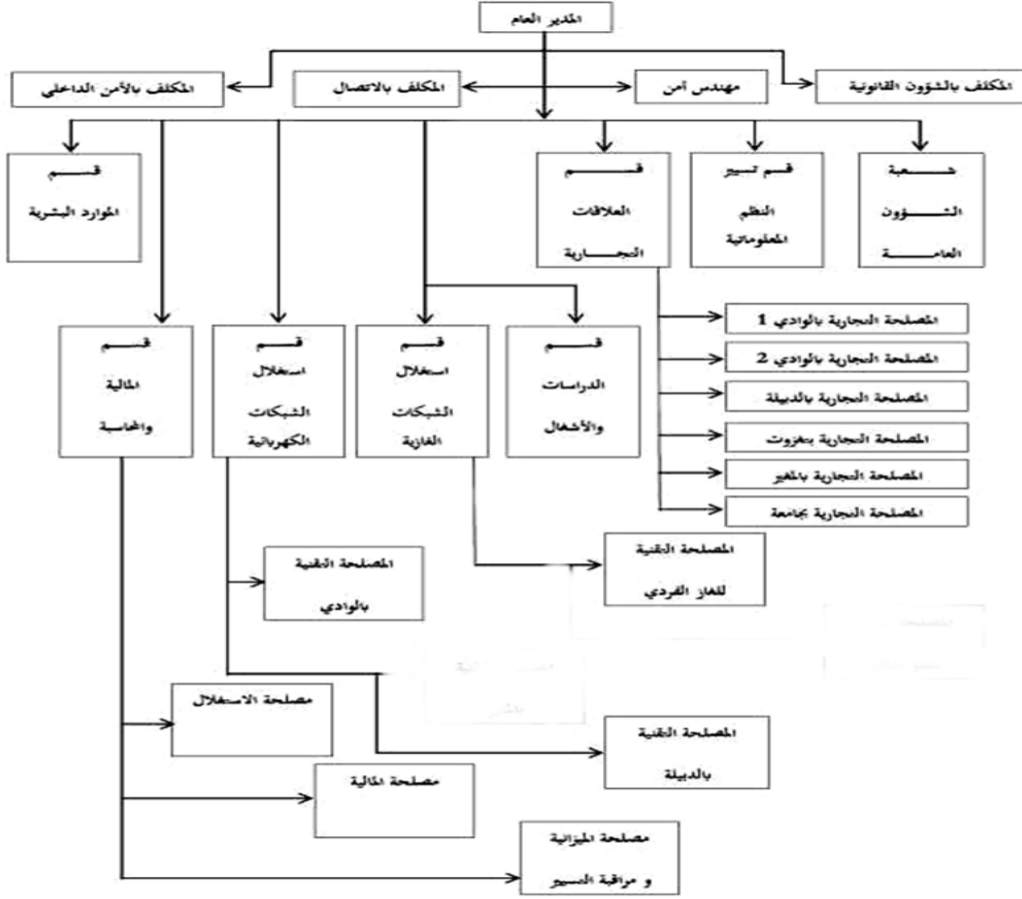 المدير العام
المكلف بالشؤون القانونية
مهندس أمن
المكلف بالاتصال
المكلف بالأمن الداخلي
شعبة
الشؤون
العامة
قسم تسيير
النظم
المعلوماتية
قسم
العلاقات
التجارية
قسم
الموارد البشرية
المصلحة التجارية بالوادي 1
المصلحة التجارية بالوادي 2
المصلحة التجارية بالدبيلة
المصلحة التجارية بتغزوت
المصلحة التجارية بالمغير
المصلحة التجارية بجامعة
قسم
الدراسات
والأشغال
قسم
استغلال
الشبكات
الغازية
قسم
استغلال
الشبكات
الكهربائية
قسم
المالية
والمحاسبة
المصلحة التقنية
للغاز الفردي
المصلحة التقنية
بالوادي
المصلحة التقنية
بالدبيلة
مصلحة الاستغلال
مصلحة المالية
مصلحة الميزانية
و مراقبة التسيير